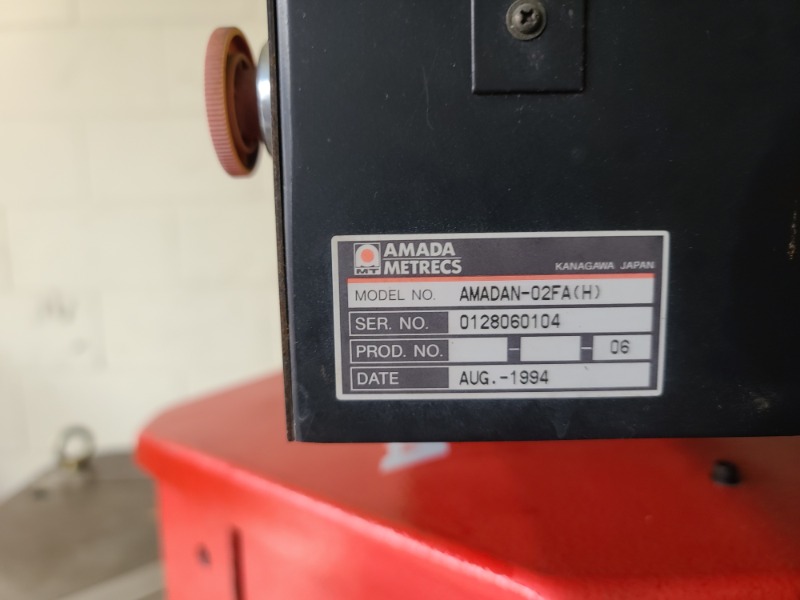 AMADA
MT METRECS
KANAGAWA JAPAN
MODEL NO. AMADAN-02FA(H)
SER. NO. 0128060104
PROD. NO. - - 06
DATE AUG.-1994